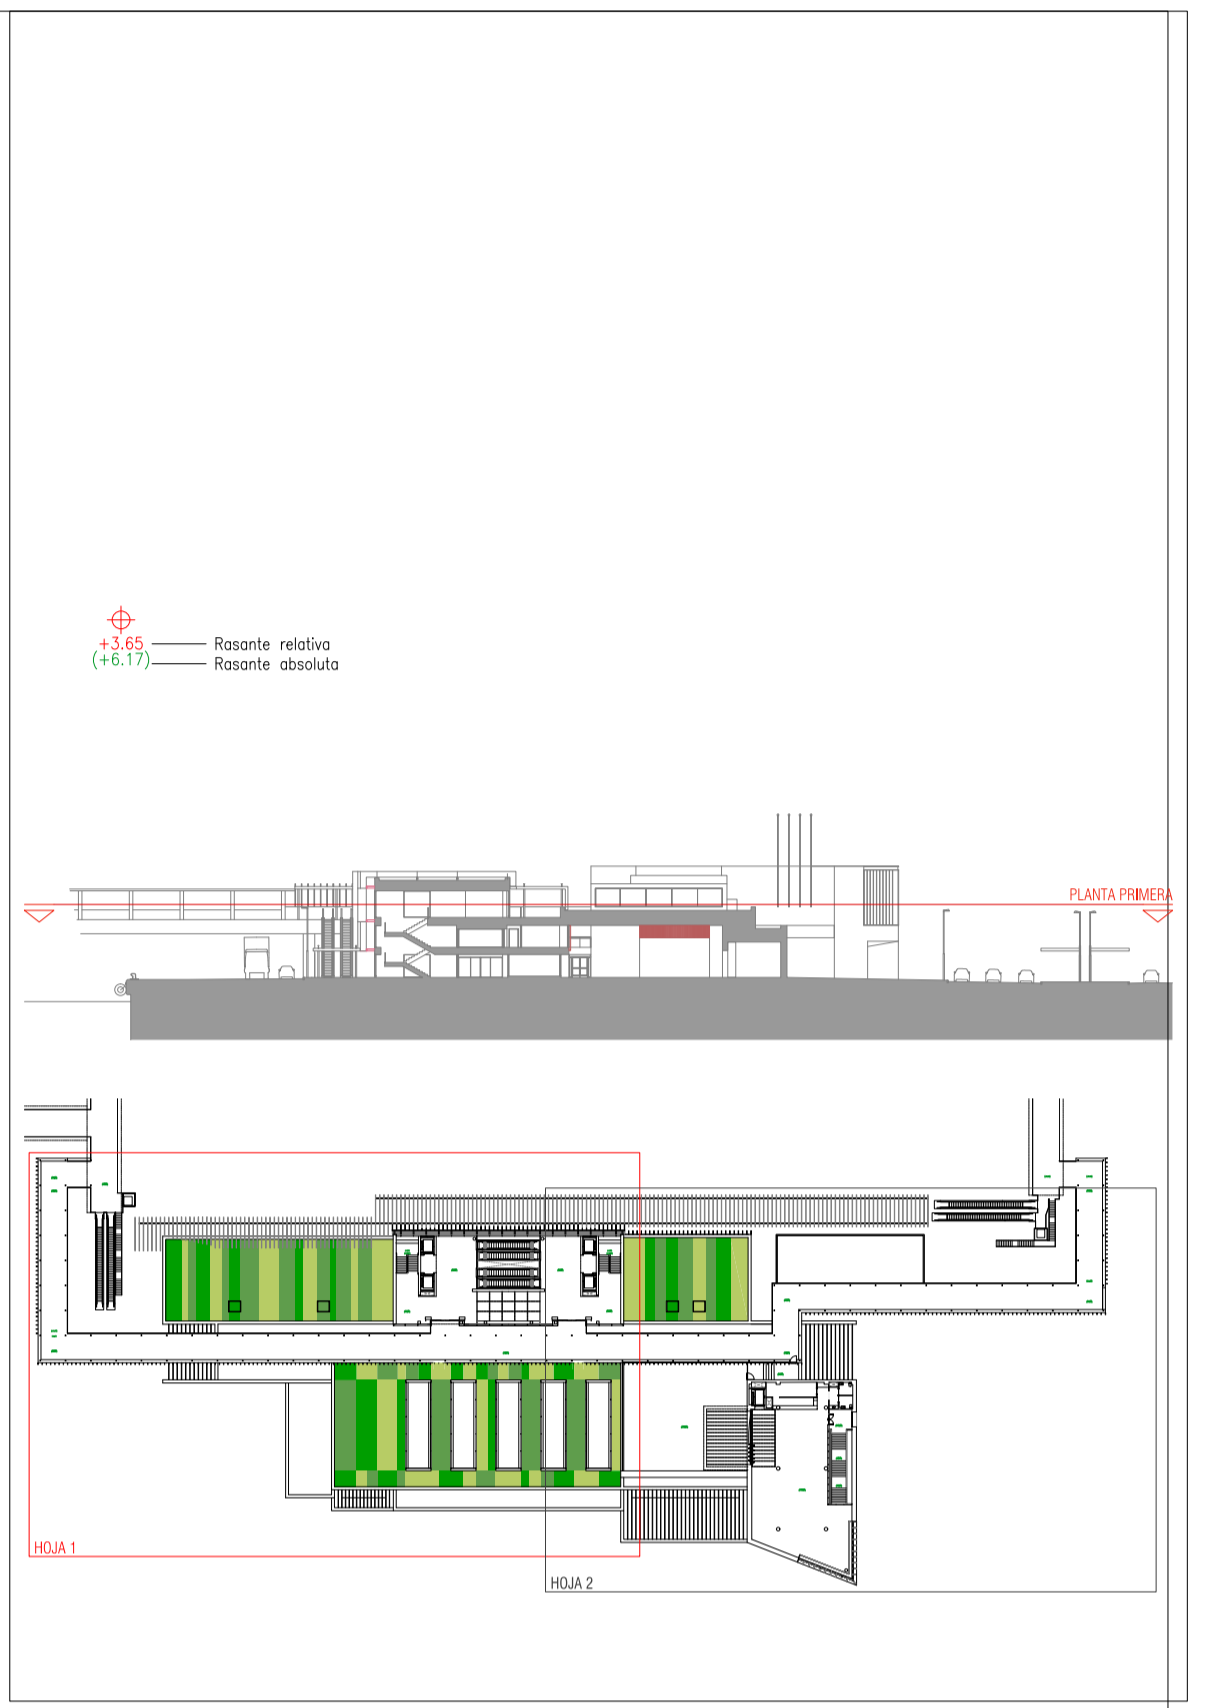 +3.65 Rasante relativa
(+6.17) Rasante absoluta
PLANTA PRIMERA
HOJA 1
HOJA 2